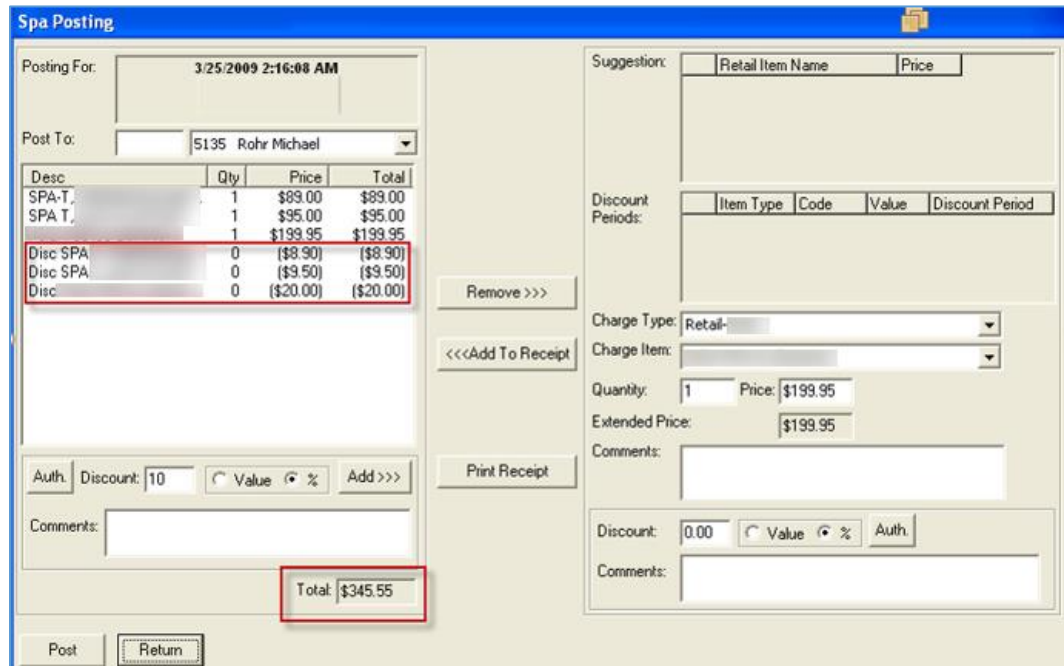 Spa Posting
Posting For: 3/25/2009 2:16:08 AM
Post To: 5135 Rohr Michael
Desc Qty Price Total
SPA-T, 1 $89.00 $89.00
SPA T, 1 $95.00 $95.00
1 $199.95 $199.95
Disc SPA 0 ($8.90) ($8.90)
Disc SPA 0 ($9.50) ($9.50)
Disc 0 ($20.00) ($20.00)
Auth. Discount: 10 Value % Add >>>
Comments:
Total: $345.55
Post Return
Remove >>>
<<<Add To Receipt
Print Receipt
Suggestion: Retail Item Name Price
Discount Periods: Item Type Code Value Discount Period
Charge Type: Retail-
Charge Item:
Quantity: 1 Price: $199.95
Extended Price: $199.95
Comments:
Discount: 0.00 Value % Auth.
Comments: